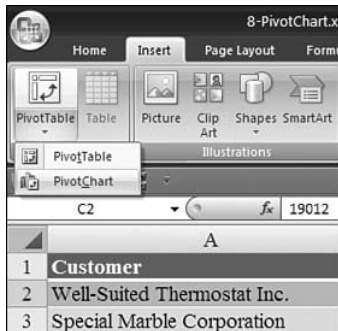 8-PivotChart.x
Home Insert Page Layout Formu
PivotTable Table Picture Clip Art Shapes SmartArt
Illustrations
PivotTable
PivotChart
C2 fx 19012
A
1 Customer
2 Well-Suited Thermostat Inc.
3 Special Marble Corporation